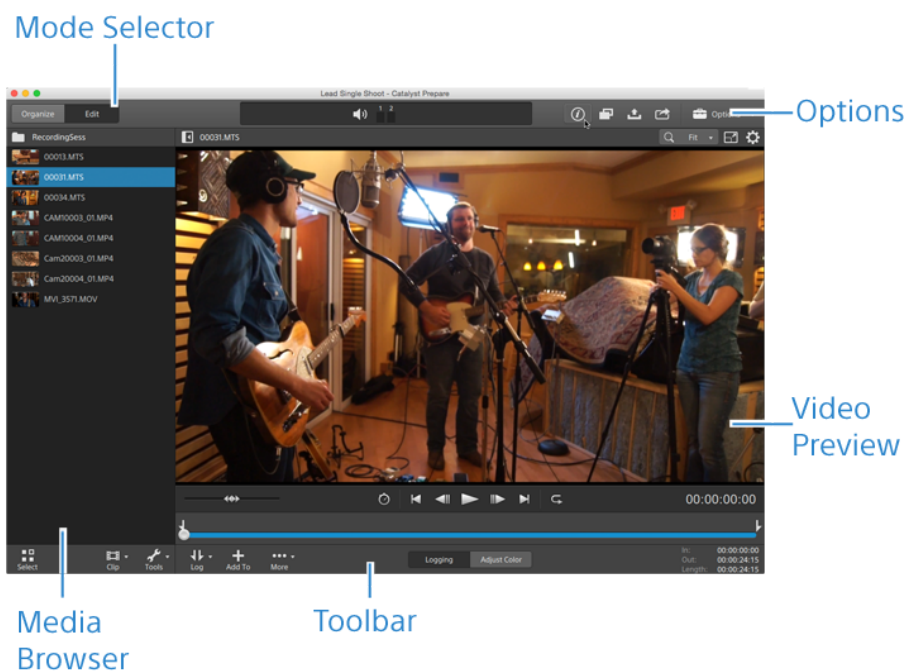 Mode Selector
Lead Single Shoot - Catalyst Prepare
Organize Edit
1 2
Options
RecordingSess
00031.MTS
Fit
00013.MTS
00031.MTS
00034.MTS
CAM10003_01.MP4
CAM10004_01.MP4
Cam20003_01.MP4
Cam20004_01.MP4
MVI_3571.MOV
Video
Preview
00:00:00:00
Select
Clip
Tools
Log
Add To
More
Logging
Adjust Color
In: 00:00:00:00
Out: 00:00:24:15
Length: 00:00:24:15
Media
Browser
Toolbar